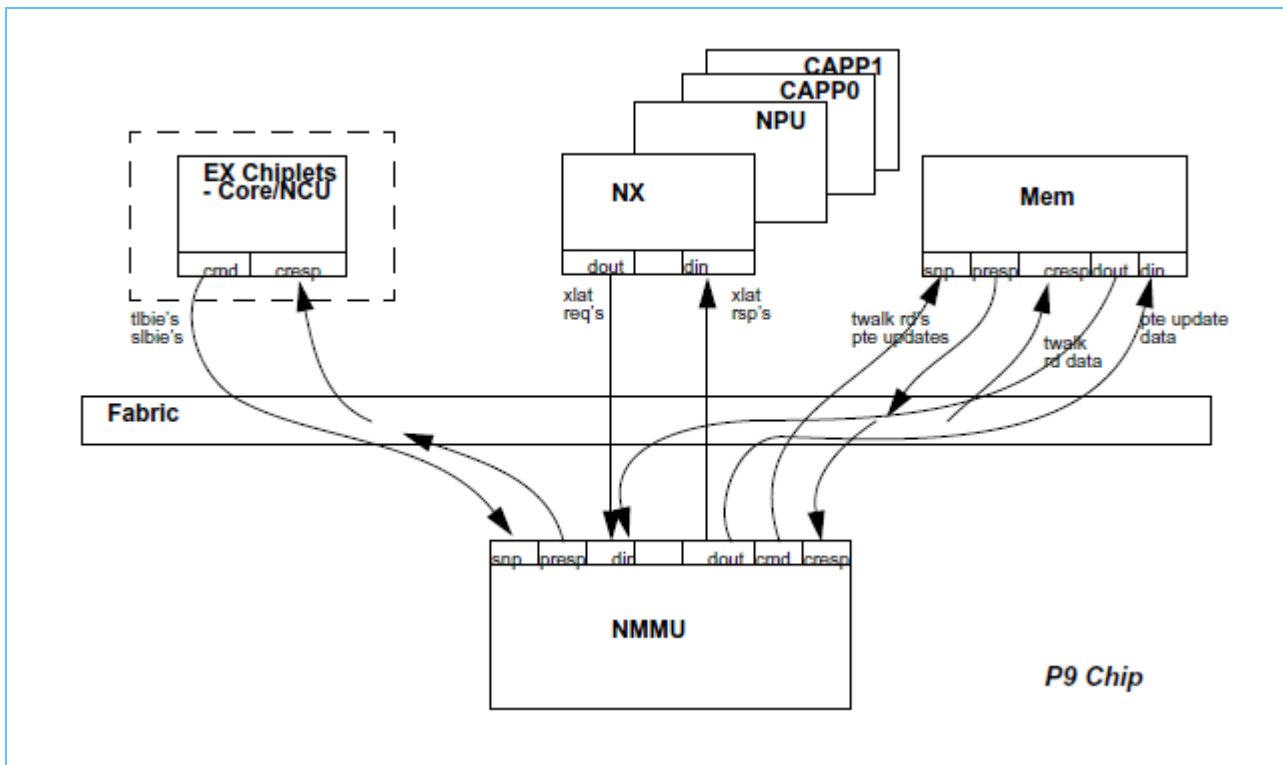 CAPP1
CAPP0
NPU
NX
EX Chiplets
- Core/NCU
Mem
cmd cresp
dout din
snp presp cresp dout din
tlbie's
slbie's
xlat
req's
xlat
rsp's
twalk rd's
pte updates
twalk
rd data
pte update
data
Fabric
snp presp din dout cmd cresp
NMMU
P9 Chip